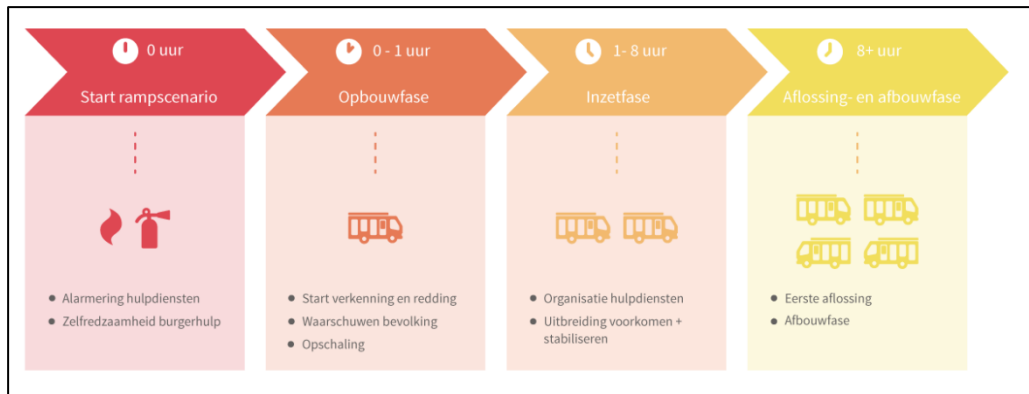 0 uur
Start rampscenario
Alarmering hulpdiensten
Zelfredzaamheid burgerhulp
0 - 1 uur
Opbouwfase
Start verkenning en redding
Waarschuwen bevolking
Opschaling
1- 8 uur
Inzetfase
Organisatie hulpdiensten
Uitbreiding voorkomen +
stabiliseren
8+ uur
Aflossing- en afbouwfase
Eerste aflossing
Afbouwfase